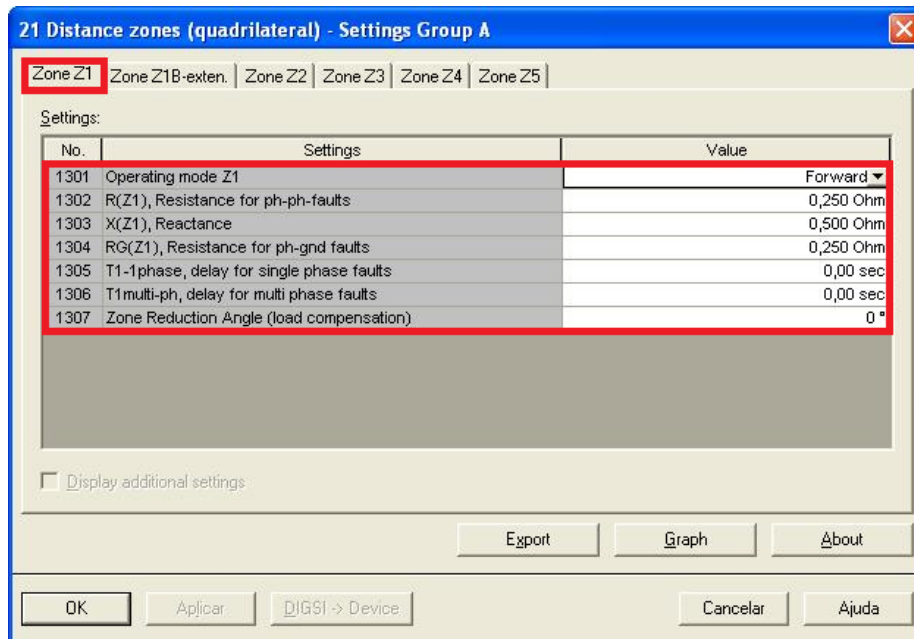 21 Distance zones (quadrilateral) - Settings Group A
Zone Z1 Zone Z1B-exten. Zone Z2 Zone Z3 Zone Z4 Zone Z5
Settings:
No. Settings Value
1301 Operating mode Z1 Forward
1302 R(Z1), Resistance for ph-ph-faults 0,250 Ohm
1303 X(Z1), Reactance 0,500 Ohm
1304 RG(Z1), Resistance for ph-gnd faults 0,250 Ohm
1305 T1-1phase, delay for single phase faults 0,00 sec
1306 T1multi-ph, delay for multi phase faults 0,00 sec
1307 Zone Reduction Angle (load compensation) 0 °
Display additional settings
Export Graph About
OK Aplicar DIGSI -> Device Cancelar Ajuda